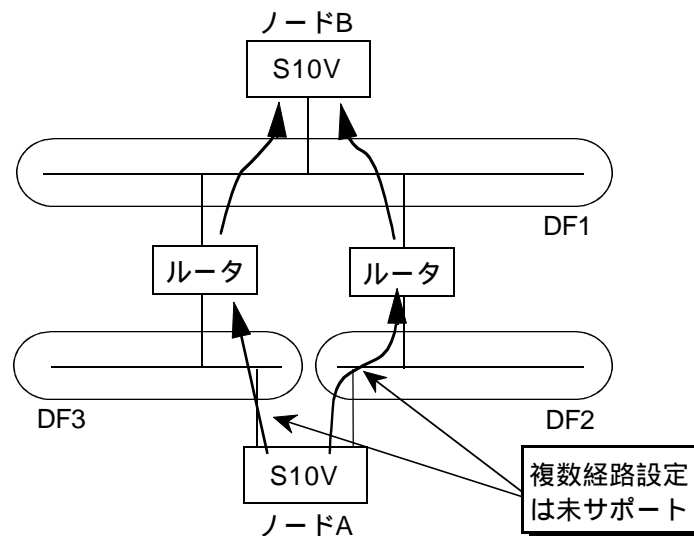 ノードB
S10V
DF1
ルータ
ルータ
DF3
DF2
S10V
ノードA
複数経路設定
は未サポート